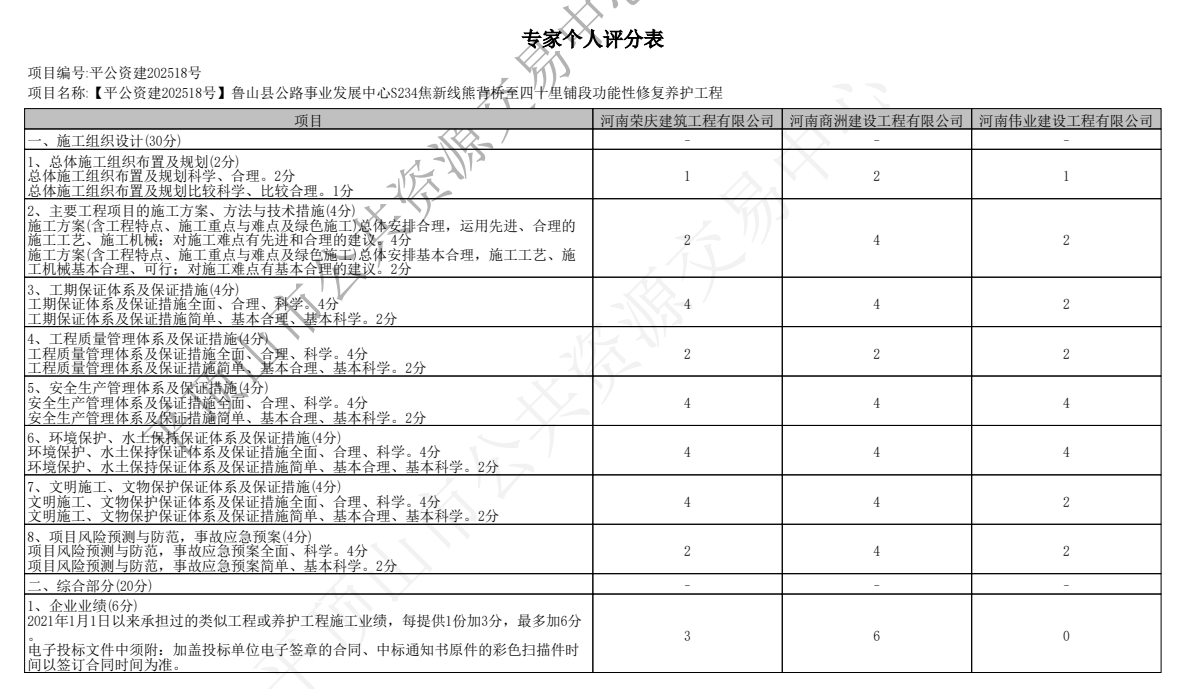 专家个人评分表
项目编号:平公资建202518号
项目名称:【平公资建202518号】鲁山县公路事业发展中心S234焦新线熊背桥至四十里铺段功能性修复养护工程
项目 河南荣庆建筑工程有限公司 河南商洲建设工程有限公司 河南伟业建设工程有限公司
一、施工组织设计(30分) - - -
1、总体施工组织布置及规划(2分)
总体施工组织布置及规划科学、合理。2分
总体施工组织布置及规划比较科学、比较合理。1分
1 2 1
2、主要工程项目的施工方案、方法与技术措施(4分)
施工方案(含工程特点、施工重点与难点及绿色施工)总体安排合理，运用先进、合理的
施工工艺、施工机械；对施工难点有先进和合理的建议。4分
施工方案(含工程特点、施工重点与难点及绿色施工)总体安排基本合理，施工工艺、施
工机械基本合理、可行；对施工难点有基本合理的建议。2分
2 4 2
3、工期保证体系及保证措施(4分)
工期保证体系及保证措施全面、合理、科学。4分
工期保证体系及保证措施简单、基本合理、基本科学。2分
4 4 2
4、工程质量管理体系及保证措施(4分)
工程质量管理体系及保证措施全面、合理、科学。4分
工程质量管理体系及保证措施简单、基本合理、基本科学。2分
2 2 2
5、安全生产管理体系及保证措施(4分)
安全生产管理体系及保证措施全面、合理、科学。4分
安全生产管理体系及保证措施简单、基本合理、基本科学。2分
4 4 4
6、环境保护、水土保持保证体系及保证措施(4分)
环境保护、水土保持保证体系及保证措施全面、合理、科学。4分
环境保护、水土保持保证体系及保证措施简单、基本合理、基本科学。2分
4 4 4
7、文明施工、文物保护保证体系及保证措施(4分)
文明施工、文物保护保证体系及保证措施全面、合理、科学。4分
文明施工、文物保护保证体系及保证措施简单、基本合理、基本科学。2分
4 4 2
8、项目风险预测与防范，事故应急预案(4分)
项目风险预测与防范，事故应急预案全面、科学。4分
项目风险预测与防范，事故应急预案简单、基本科学。2分
2 4 2
二、综合部分(20分) - - -
1、企业业绩(6分)
2021年1月1日以来承担过的类似工程或养护工程施工业绩，每提供1份加3分，最多加6分
。
电子投标文件中须附：加盖投标单位电子签章的合同、中标通知书原件的彩色扫描件时
间以签订合同时间为准。
3 6 0
平顶山市公共资源交易中心
平顶山市公共资源交易中心